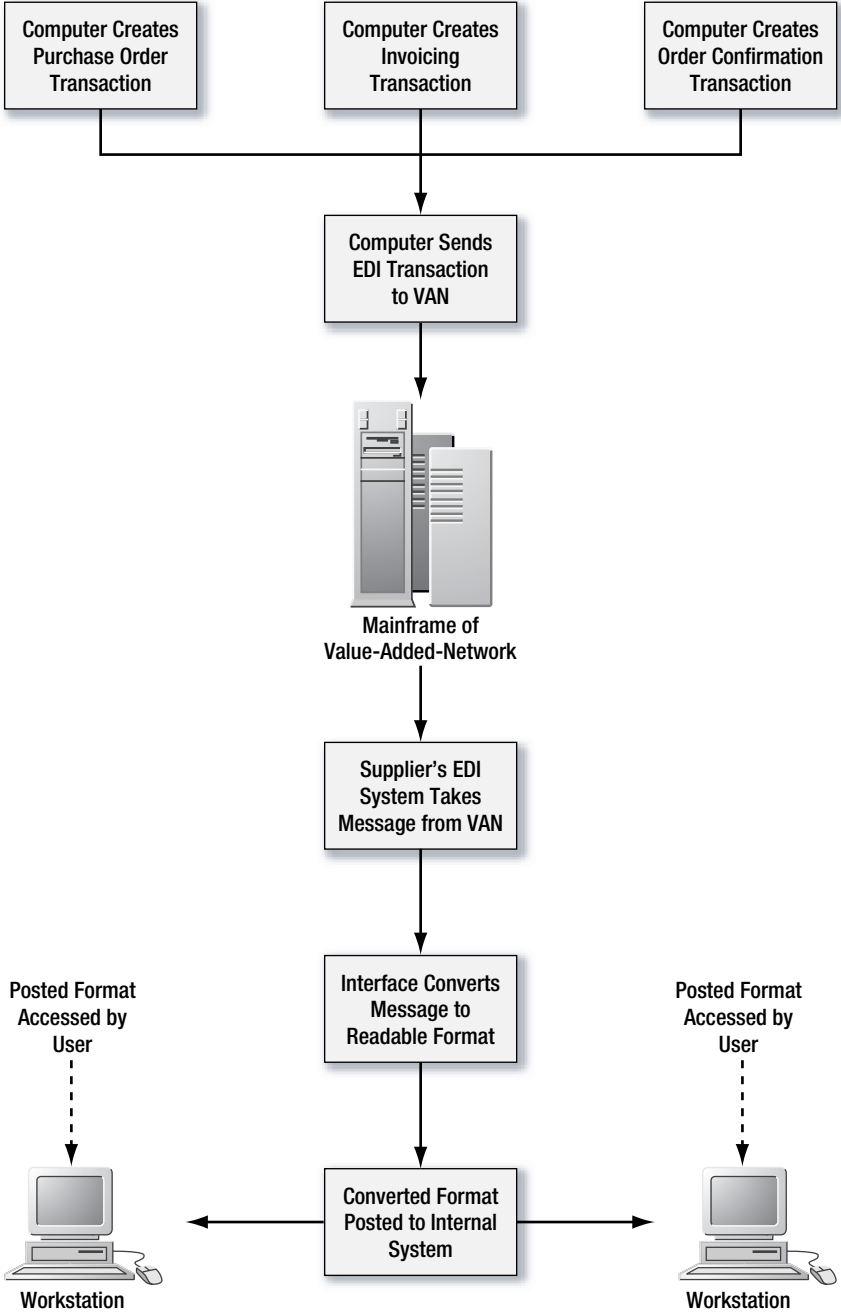 Computer Creates
Purchase Order
Transaction
Computer Creates
Invoicing
Transaction
Computer Creates
Order Confirmation
Transaction
Computer Sends
EDI Transaction
to VAN
Mainframe of
Value-Added-Network
Supplier's EDI
System Takes
Message from VAN
Interface Converts
Message to
Readable Format
Posted Format
Accessed by
User
Posted Format
Accessed by
User
Converted Format
Posted to Internal
System
Workstation
Workstation